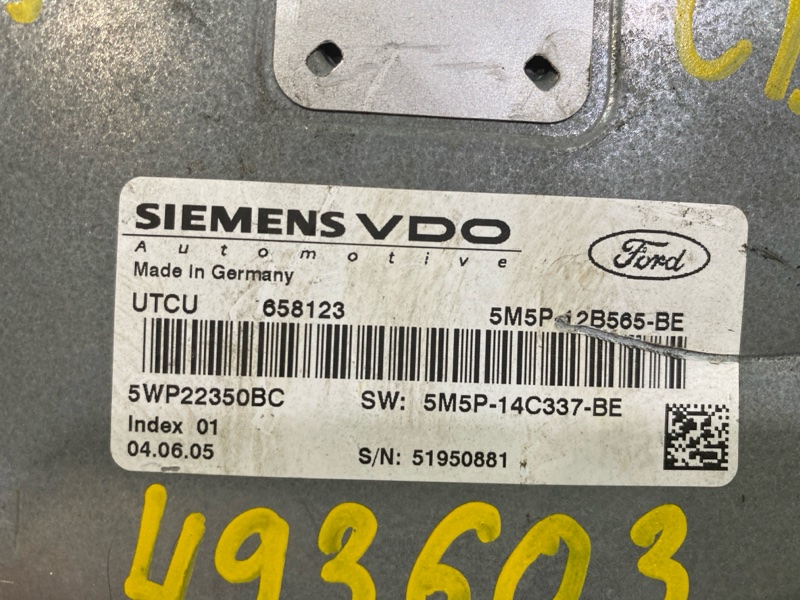 SIEMENS VDO
Automotive
Ford
Made in Germany
UTCU 658123 5M5P-12B565-BE
5WP22350BC SW: 5M5P-14C337-BE
Index 01
04.06.05 S/N: 51950881
493603